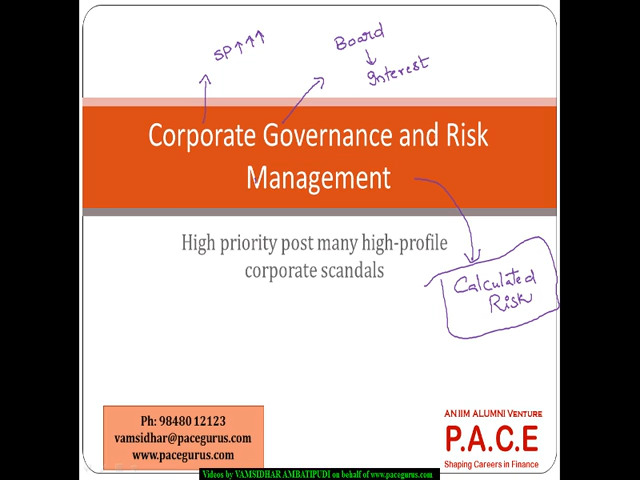 SP↑↑↑
Board
↓
Interest
Corporate Governance and Risk
Management
High priority post many high-profile
corporate scandals
Calculated
Risk
Ph: 98480 12123
vamsidhar@pacegurus.com
www.pacegurus.com
AN IIM ALUMNI VENTURE
P.A.C.E
Shaping Careers in Finance
Videos by VAMSIDHAR AMBATIPUDI on behalf of www.pacegurus.com